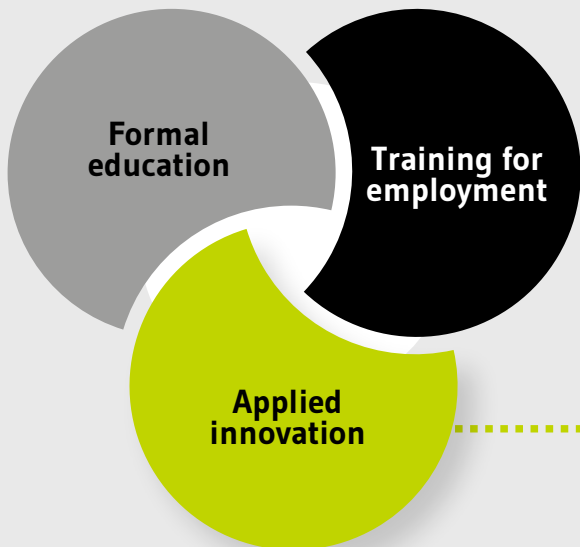 Formal
education
Training for
employment
Applied
innovation